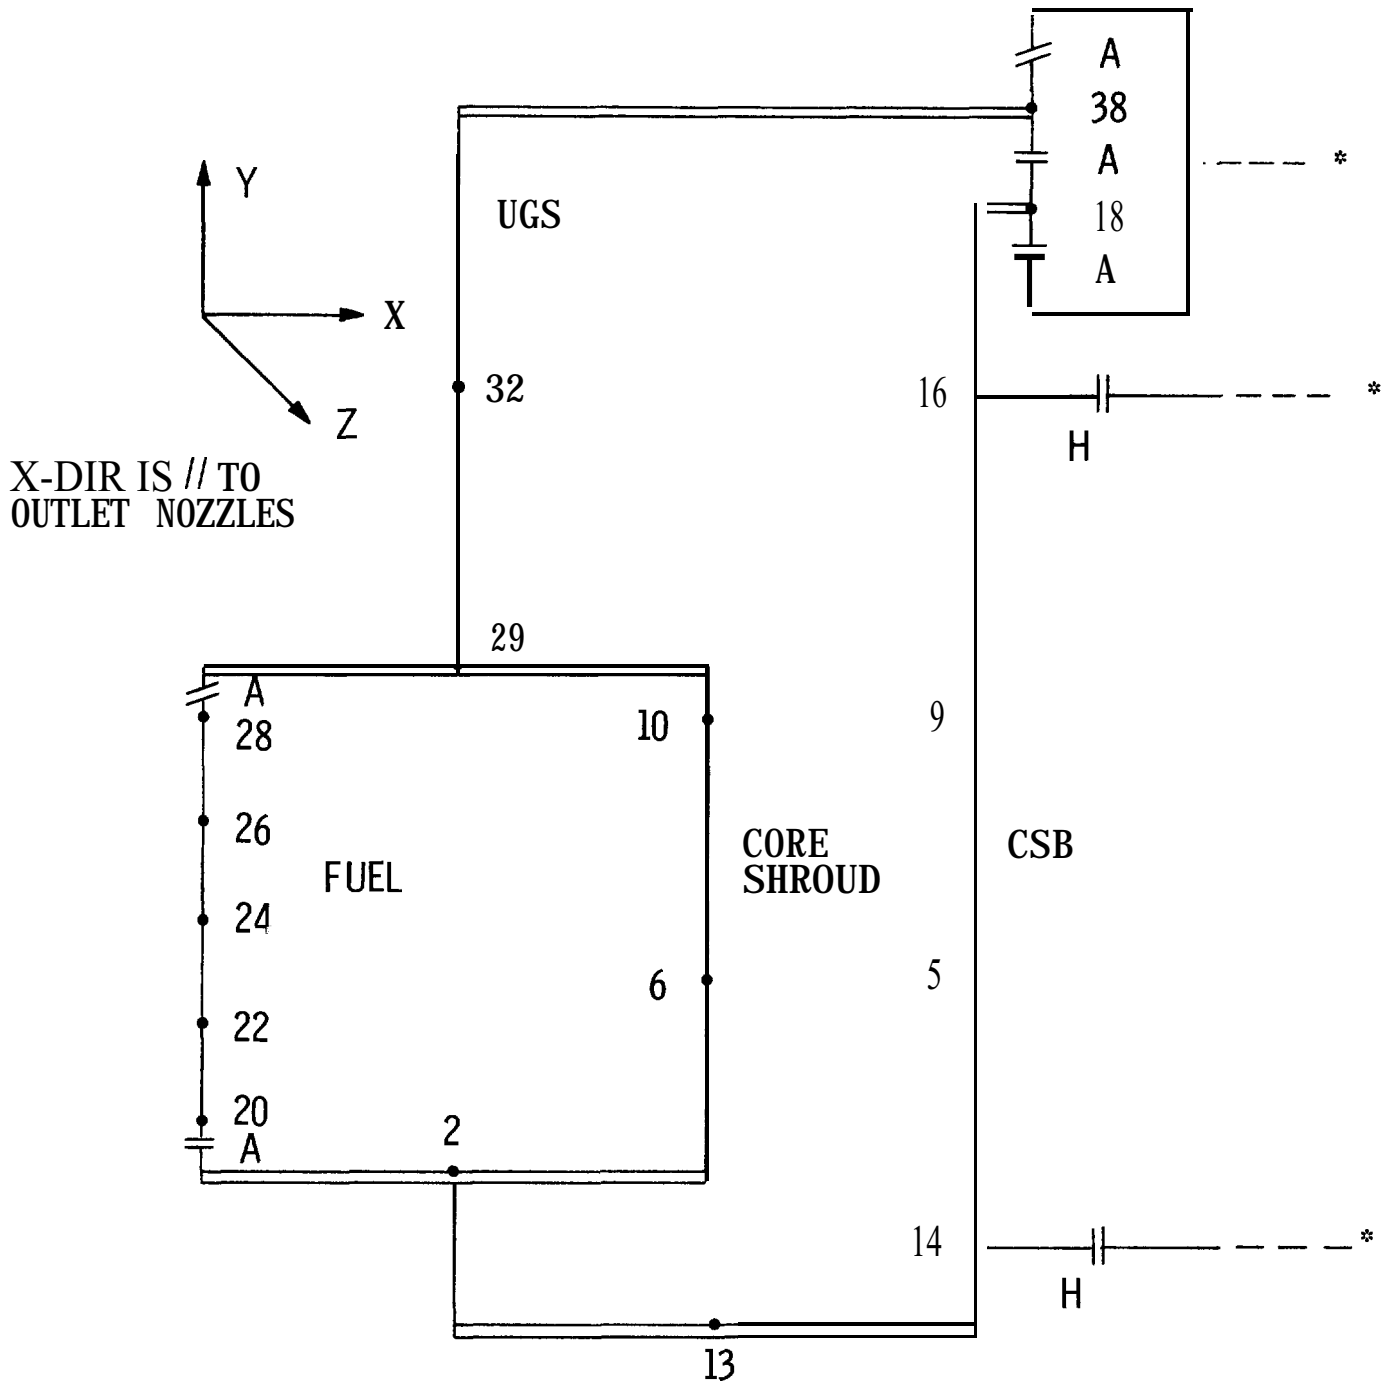 A
38
A
*
18
A
Y
UGS
X
Z
32
16
*
H
X-DIR IS // TO
OUTLET NOZZLES
29
A
28
10
9
26
FUEL
CORE
SHROUD
CSB
24
6
5
22
20
A
2
14
*
H
13